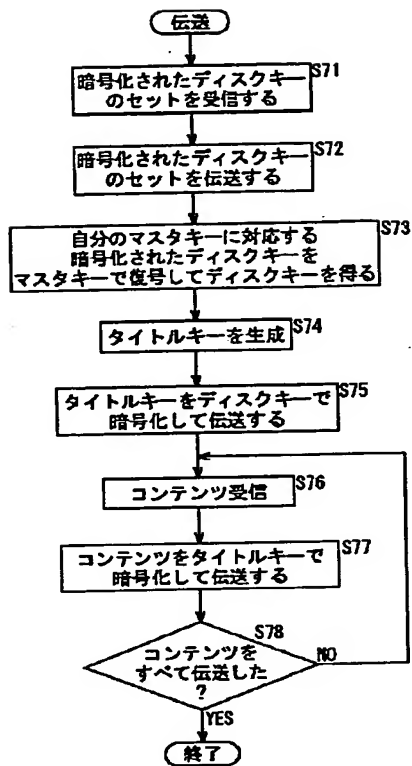 伝送
S71
暗号化されたディスクキー
のセットを受信する
S72
暗号化されたディスクキー
のセットを伝送する
S73
自分のマスタキーに対応する
暗号化されたディスクキーを
マスタキーで復号してディスクキーを得る
S74
タイトルキーを生成
S75
タイトルキーをディスクキーで
暗号化して伝送する
S76
コンテンツ受信
S77
コンテンツをタイトルキーで
暗号化して伝送する
S78
コンテンツを
すべて伝送した
?
NO
YES
終了